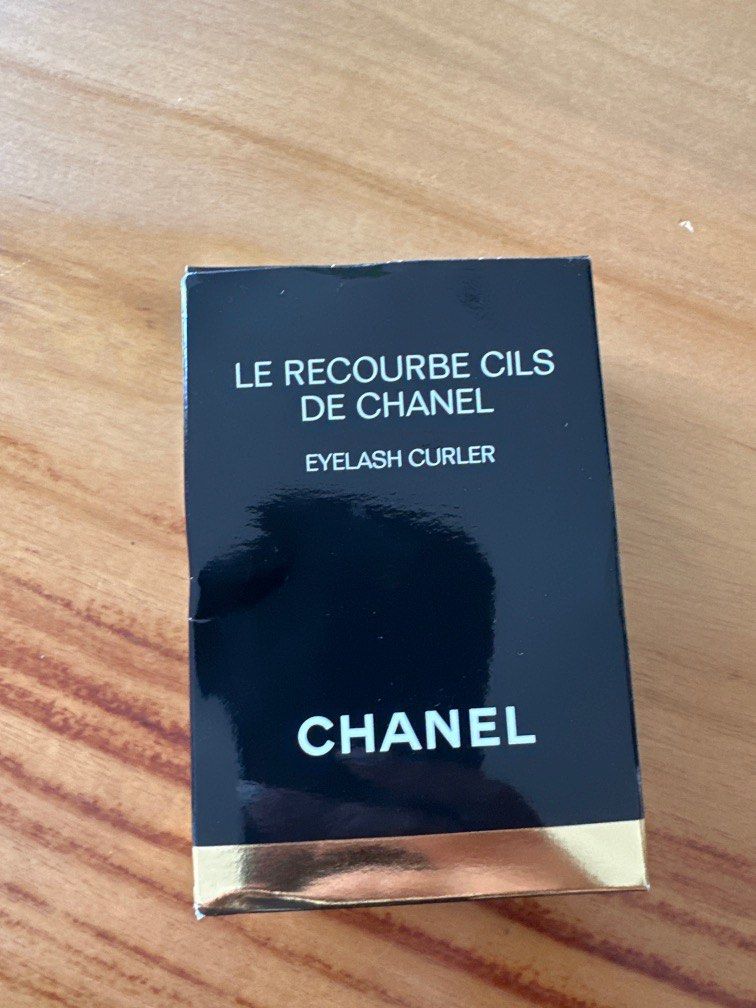 LE RECOURBE CILS
DE CHANEL
EYELASH CURLER
CHANEL